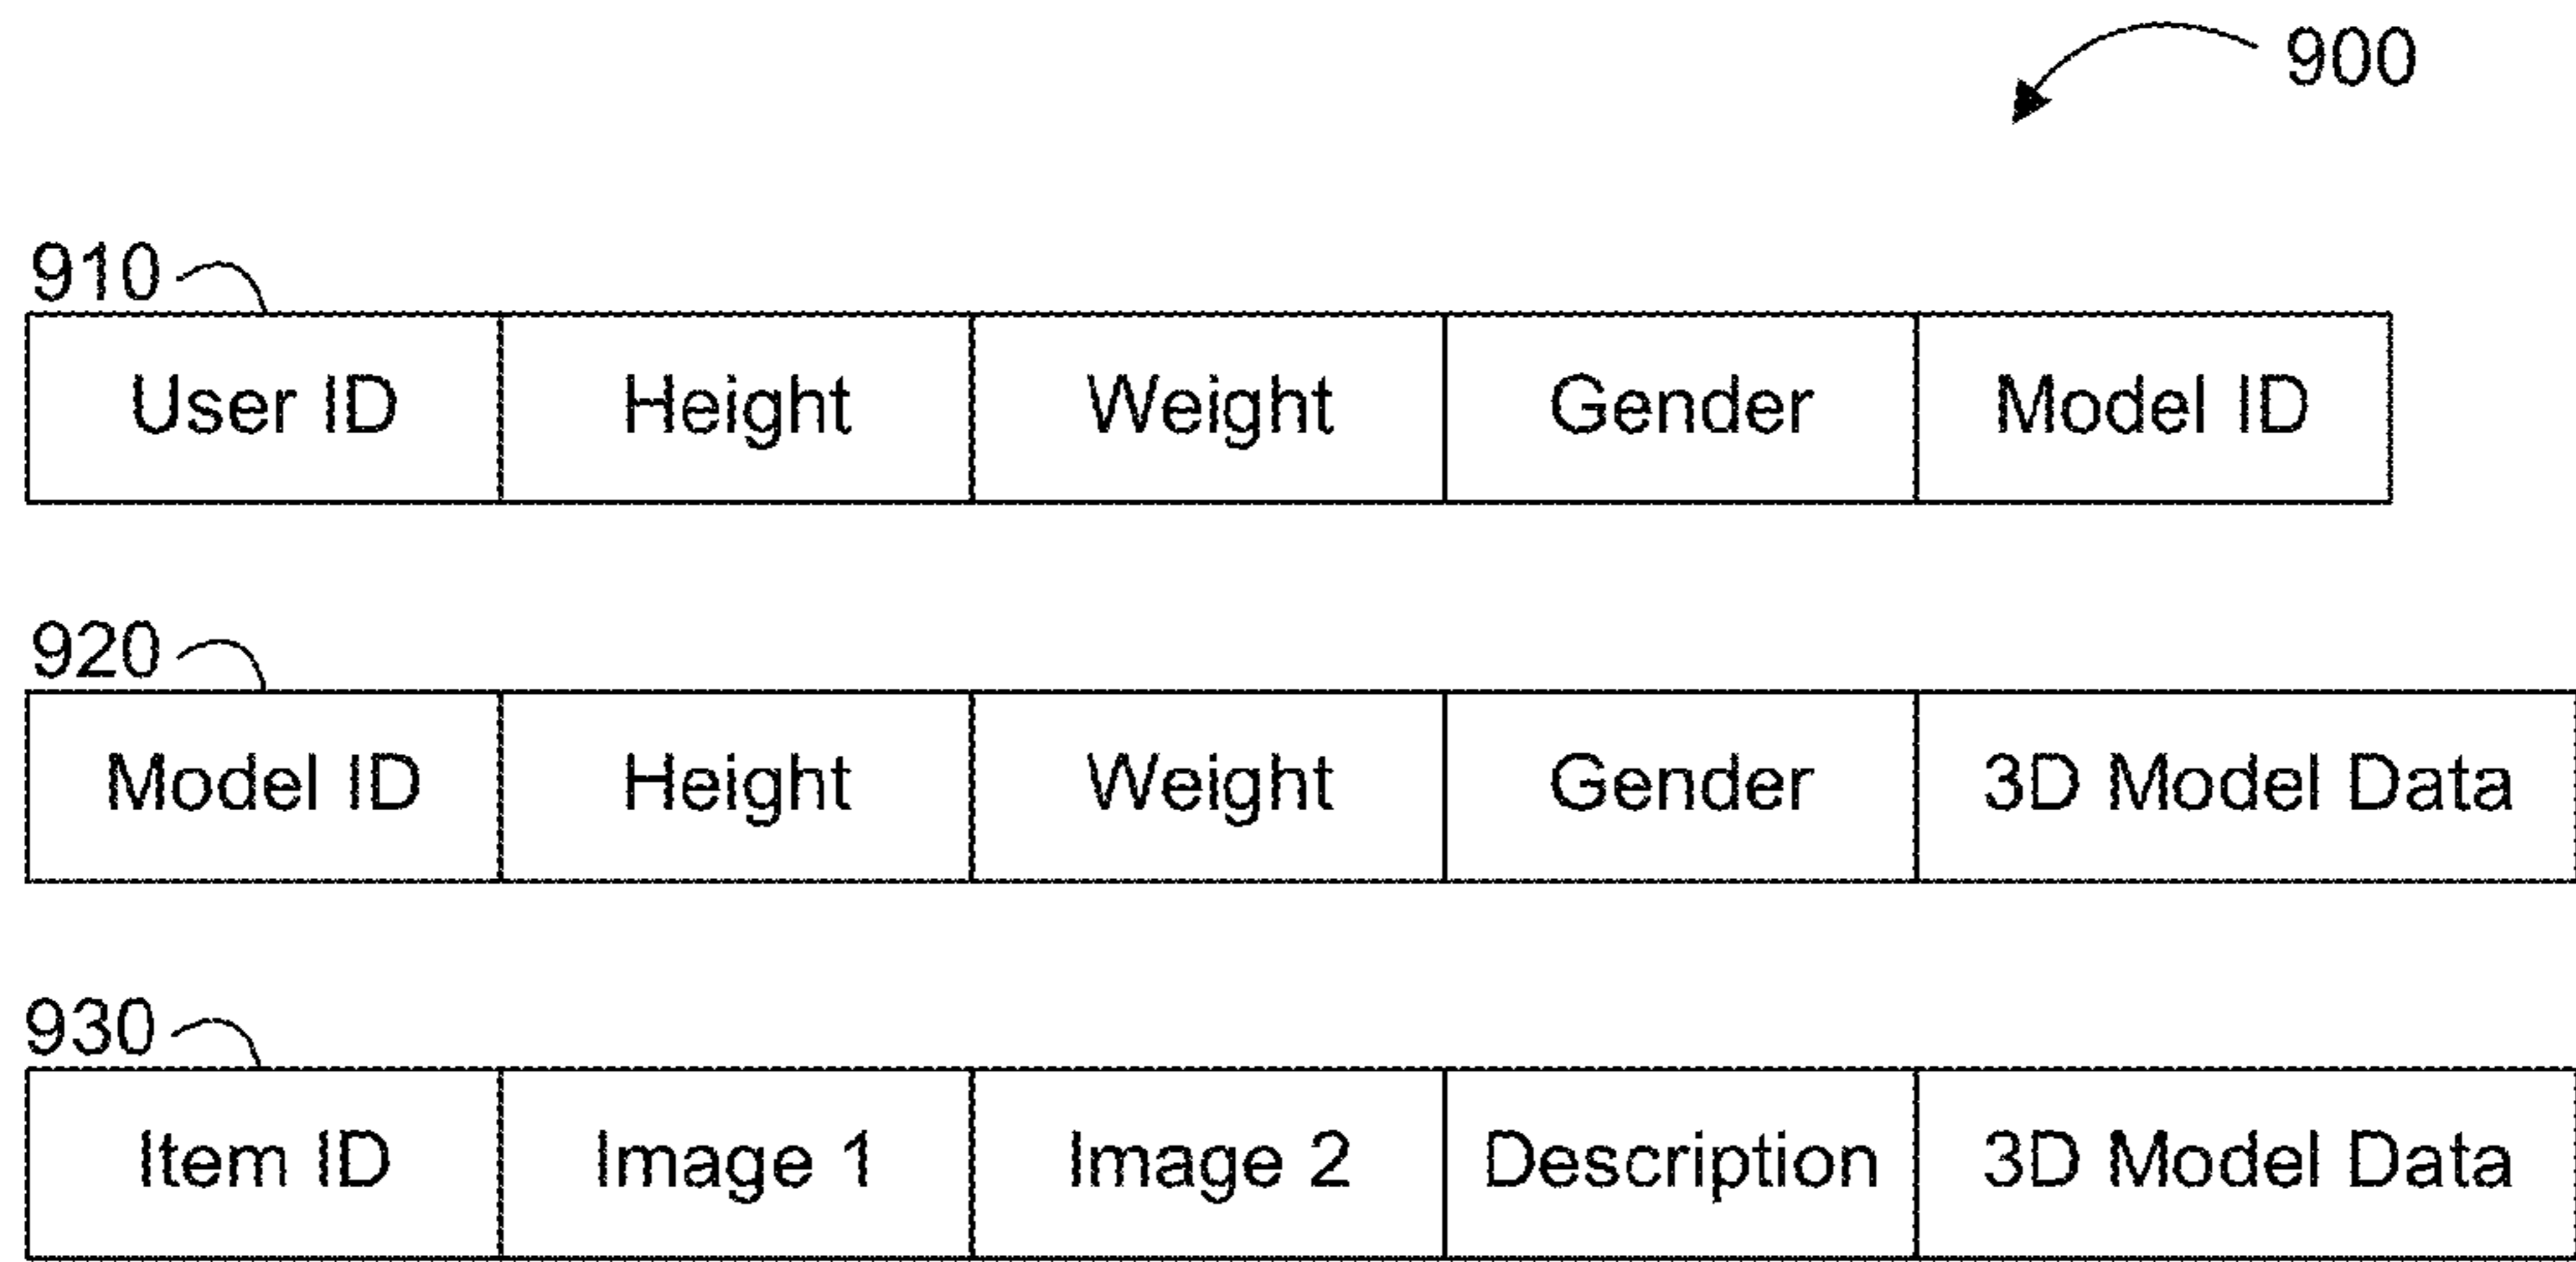 900
910
User ID Height Weight Gender Model ID
920
Model ID Height Weight Gender 3D Model Data
930
Item ID Image 1 Image 2 Description 3D Model Data